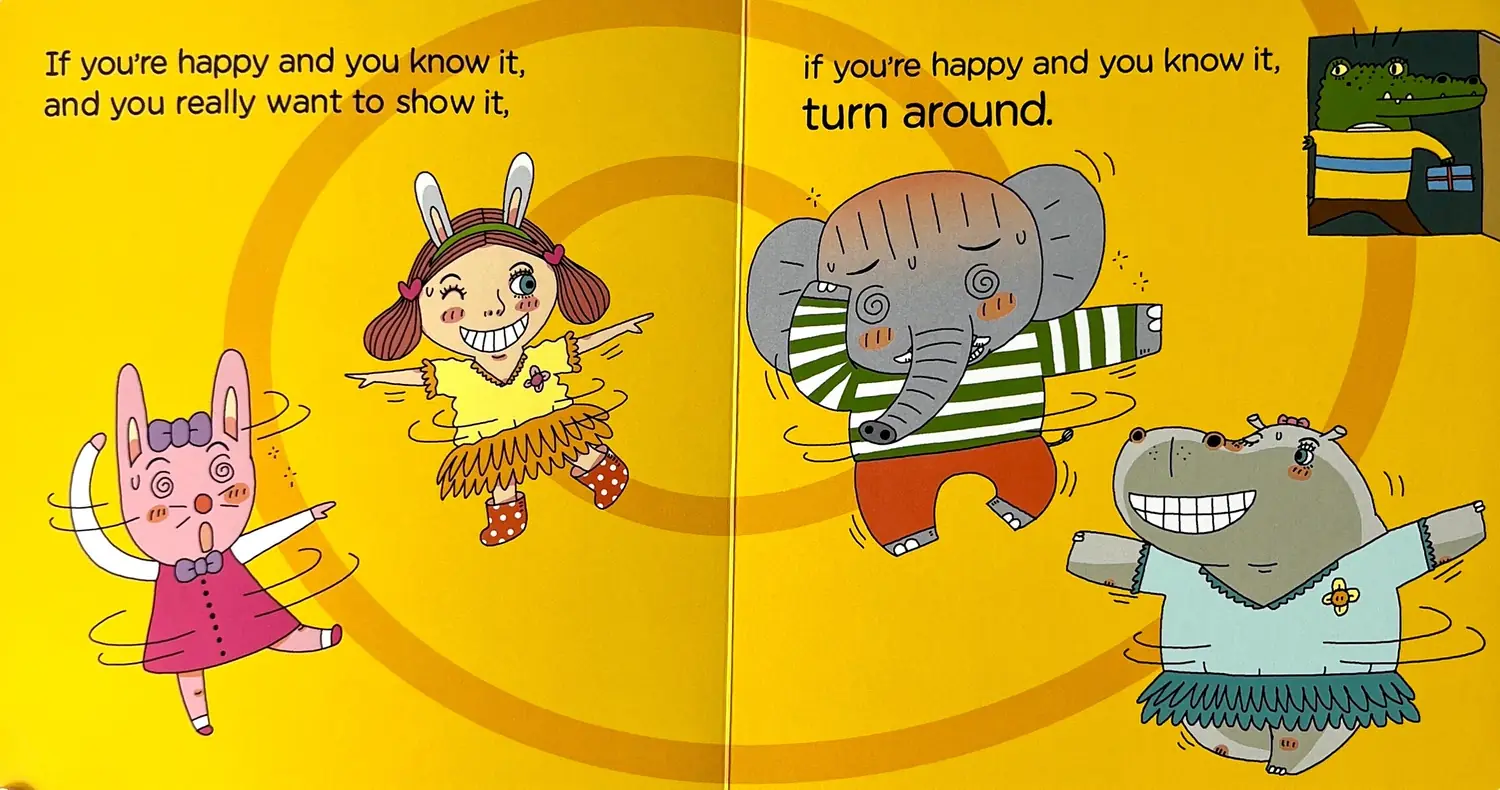 If you're happy and you know it,
and you really want to show it,
if you're happy and you know it,
turn around.